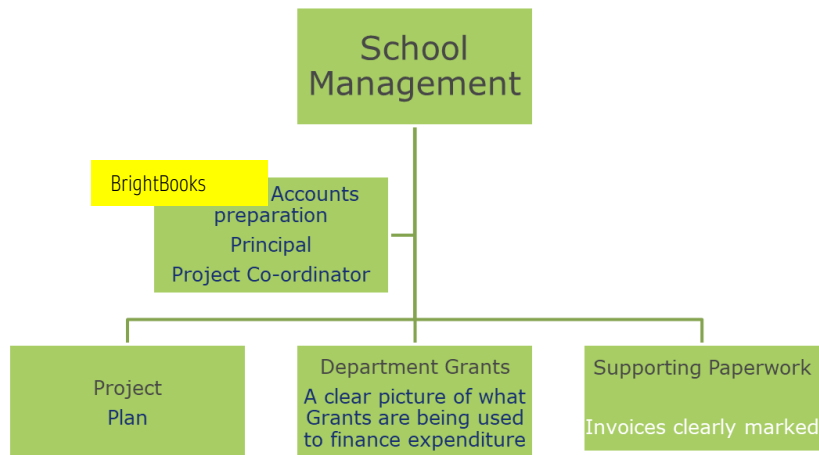 School
Management
BrightBooks
Accounts
preparation
Principal
Project Co-ordinator
Project
Plan
Department Grants
A clear picture of what
Grants are being used
to finance expenditure
Supporting Paperwork
Invoices clearly marked